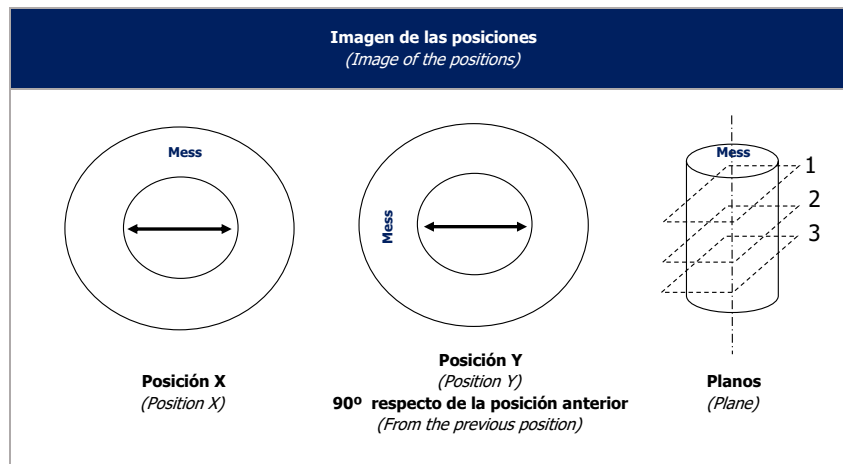 Imagen de las posiciones
(Image of the positions)
Mess
Mess
Mess
1
2
3
Posición X
(Position X)
Posición Y
(Position Y)
90º respecto de la posición anterior
(From the previous position)
Planos
(Plane)